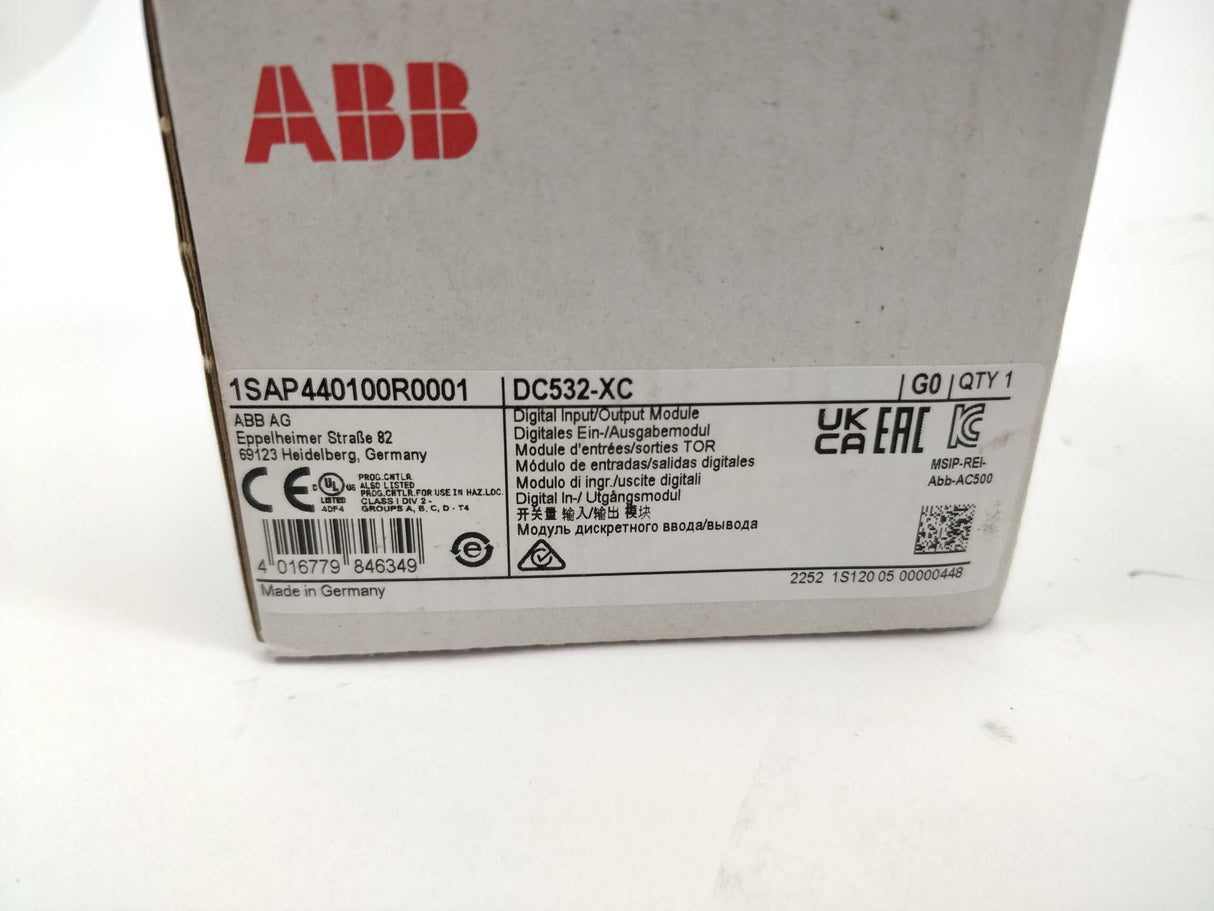 ABB
1SAP440100R0001
DC532-XC
G0
QTY 1
ABB AG
Eppelheimer Straße 82
69123 Heidelberg, Germany
CE
C UL US
LISTED
4DF4
PROG.CNTLR.
ALSO LISTED
PROG.CNTLR.FOR USE IN HAZ.LOC.
CLASS I DIV 2 -
GROUPS A, B, C, D - T4
4 016779 846349
e
Made in Germany
Digital Input/Output Module
Digitales Ein-/Ausgabemodul
Module d'entrées/sorties TOR
Módulo de entradas/salidas digitales
Modulo di ingr./uscite digitali
Digital In-/ Utgångsmodul
开关量 输入/输出 模块
Модуль дискретного ввода/вывода
UK
CA
EAC
KC
MSIP-REI-
Abb-AC500
2252 1S120 05 00000448